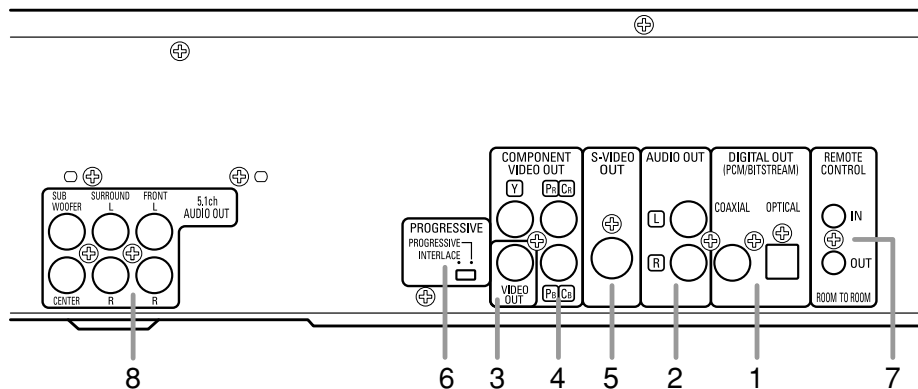 SUB WOOFER
SURROUND L
FRONT L
5.1ch AUDIO OUT
CENTER
R
R
PROGRESSIVE
PROGRESSIVE
INTERLACE
COMPONENT VIDEO OUT
Y
PR CR
VIDEO OUT
PB CB
S-VIDEO OUT
AUDIO OUT
L
R
DIGITAL OUT
(PCM/BITSTREAM)
COAXIAL
OPTICAL
REMOTE CONTROL
IN
OUT
ROOM TO ROOM
8
6
3
4
5
2
1
7